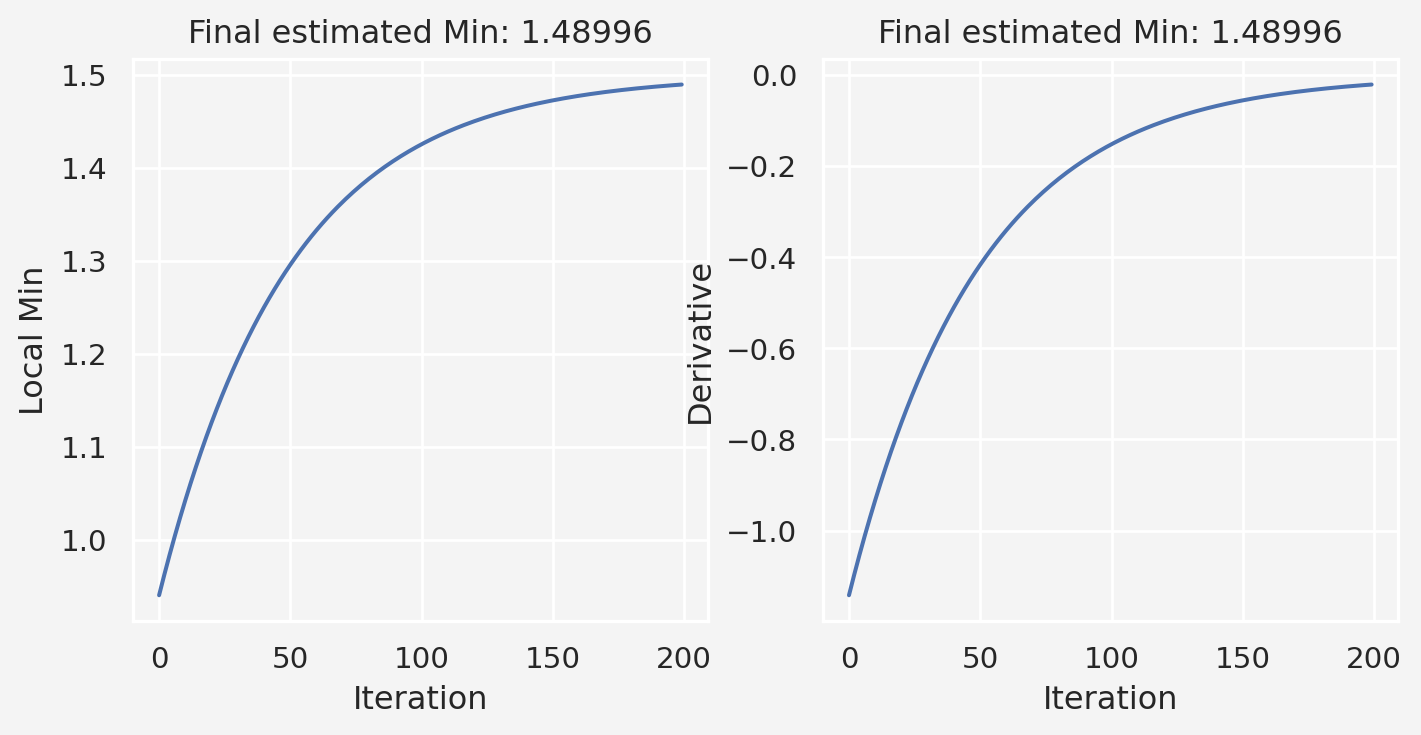 Final estimated Min: 1.48996
1.5
1.4
1.3
1.2
1.1
1.0
Local Min
0 50 100 150 200
Iteration
Final estimated Min: 1.48996
0.0
−0.2
−0.4
−0.6
−0.8
−1.0
Derivative
0 50 100 150 200
Iteration